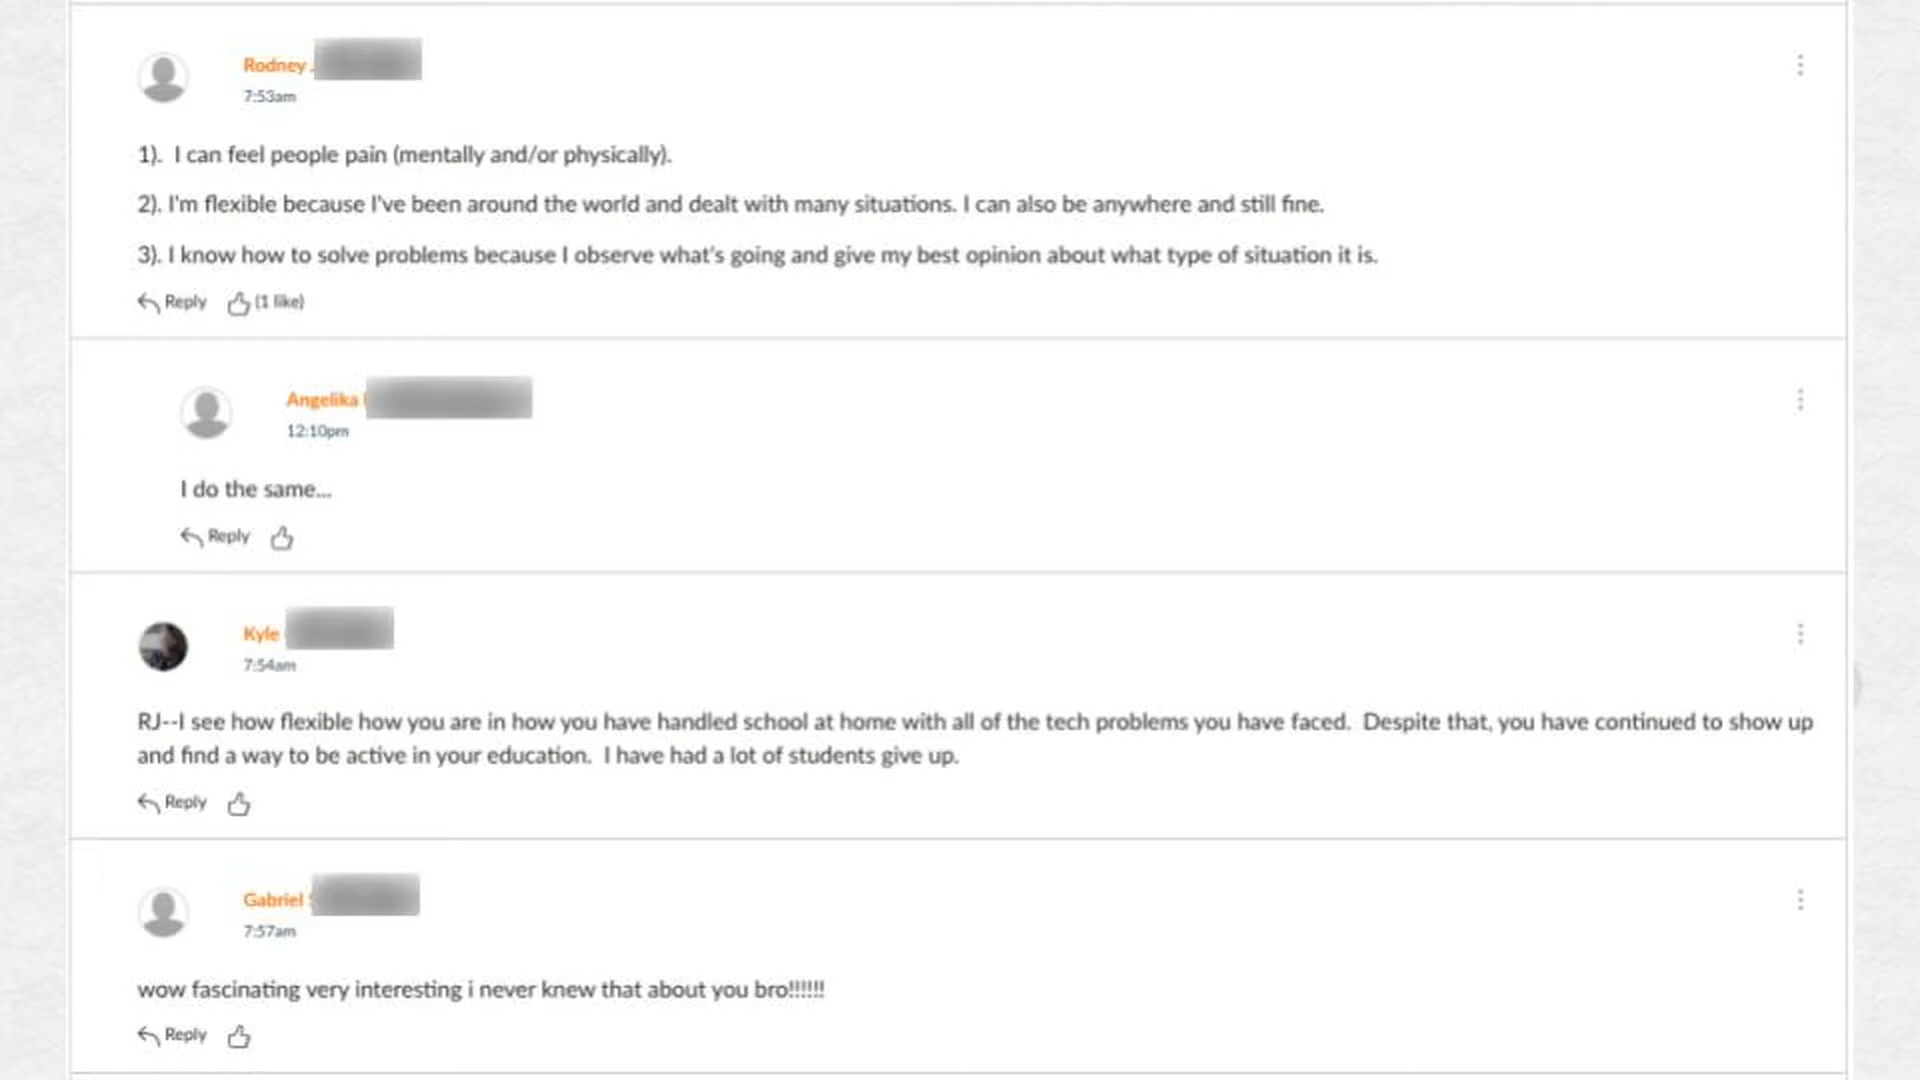 Rodney
7:53am
1). I can feel people pain (mentally and/or physically).
2). I'm flexible because I've been around the world and dealt with many situations. I can also be anywhere and still fine.
3). I know how to solve problems because I observe what's going and give my best opinion about what type of situation it is.
Reply (1 like)
Angelika
12:10pm
I do the same...
Reply
Kyle
7:54am
RJ--I see how flexible how you are in how you have handled school at home with all of the tech problems you have faced. Despite that, you have continued to show up
and find a way to be active in your education. I have had a lot of students give up.
Reply
Gabriel
7:57am
wow fascinating very interesting i never knew that about you bro!!!!!!
Reply